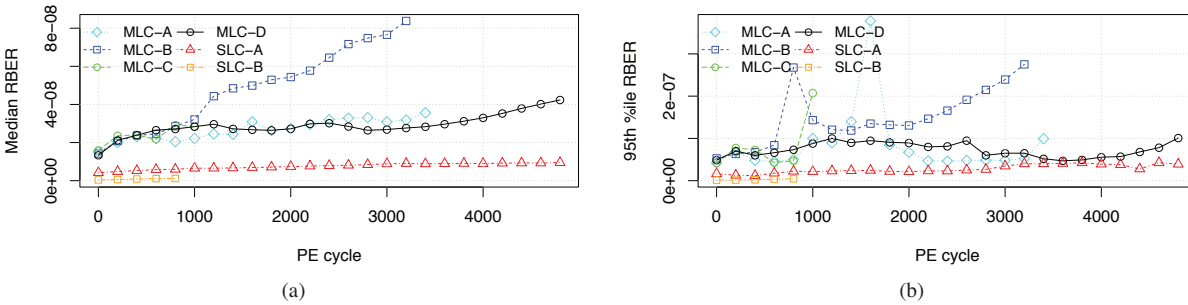 Median RBER
8e-08
4e-08
0e+00
MLC-A
MLC-B
MLC-C
MLC-D
SLC-A
SLC-B
0
1000
2000
3000
4000
PE cycle
(a)
95th %ile RBER
2e-07
0e+00
MLC-A
MLC-B
MLC-C
MLC-D
SLC-A
SLC-B
0
1000
2000
3000
4000
PE cycle
(b)